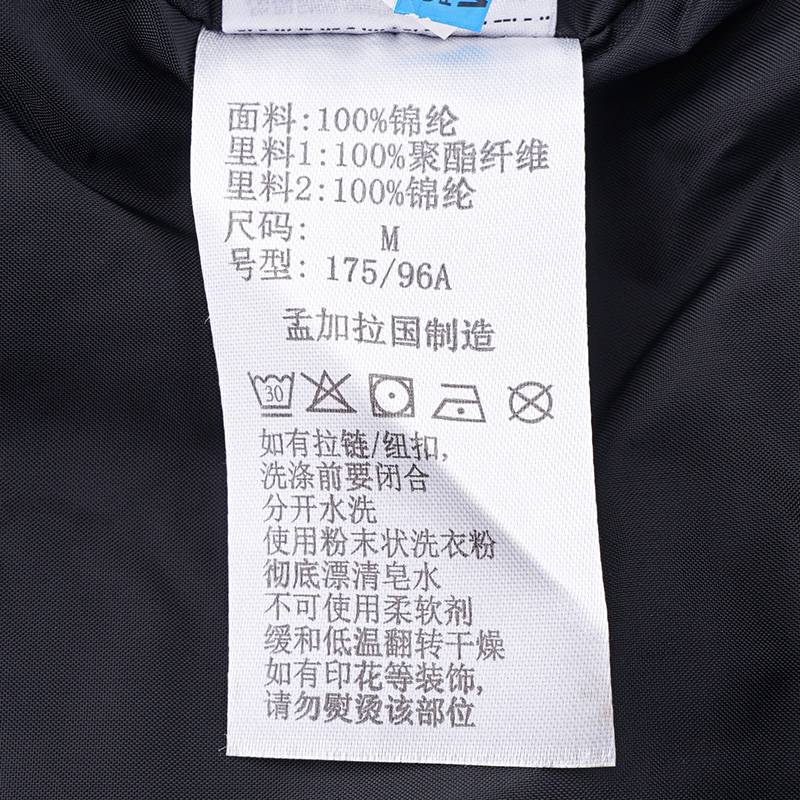 面料:100%锦纶
里料1:100%聚酯纤维
里料2:100%锦纶
尺码: M
号型: 175/96A
孟加拉国制造
30
如有拉链/纽扣,
洗涤前要闭合
分开水洗
使用粉末状洗衣粉
彻底漂清皂水
不可使用柔软剂
缓和低温翻转干燥
如有印花等装饰,
请勿熨烫该部位